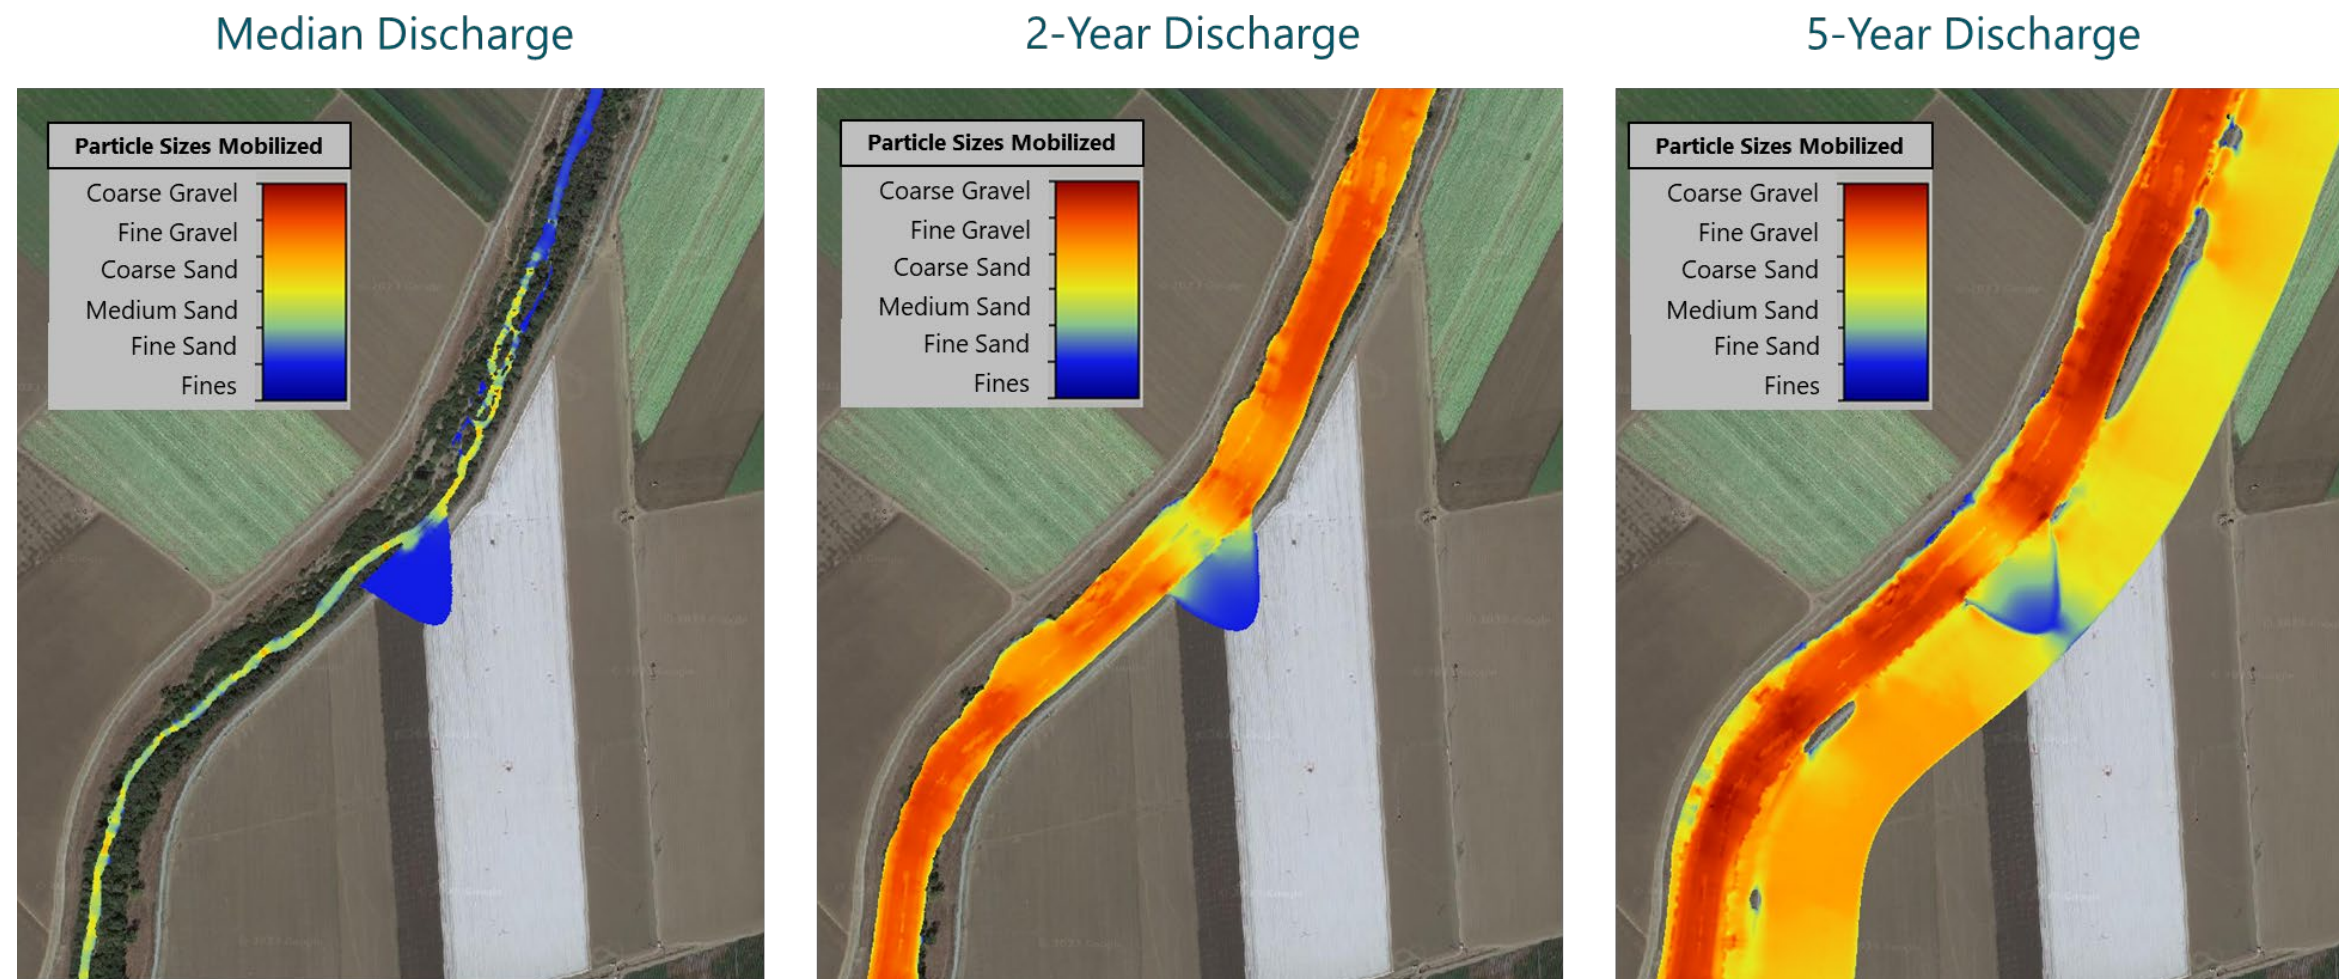 Median Discharge
2-Year Discharge
5-Year Discharge
Particle Sizes Mobilized
Coarse Gravel
Fine Gravel
Coarse Sand
Medium Sand
Fine Sand
Fines
Particle Sizes Mobilized
Coarse Gravel
Fine Gravel
Coarse Sand
Medium Sand
Fine Sand
Fines
Particle Sizes Mobilized
Coarse Gravel
Fine Gravel
Coarse Sand
Medium Sand
Fine Sand
Fines